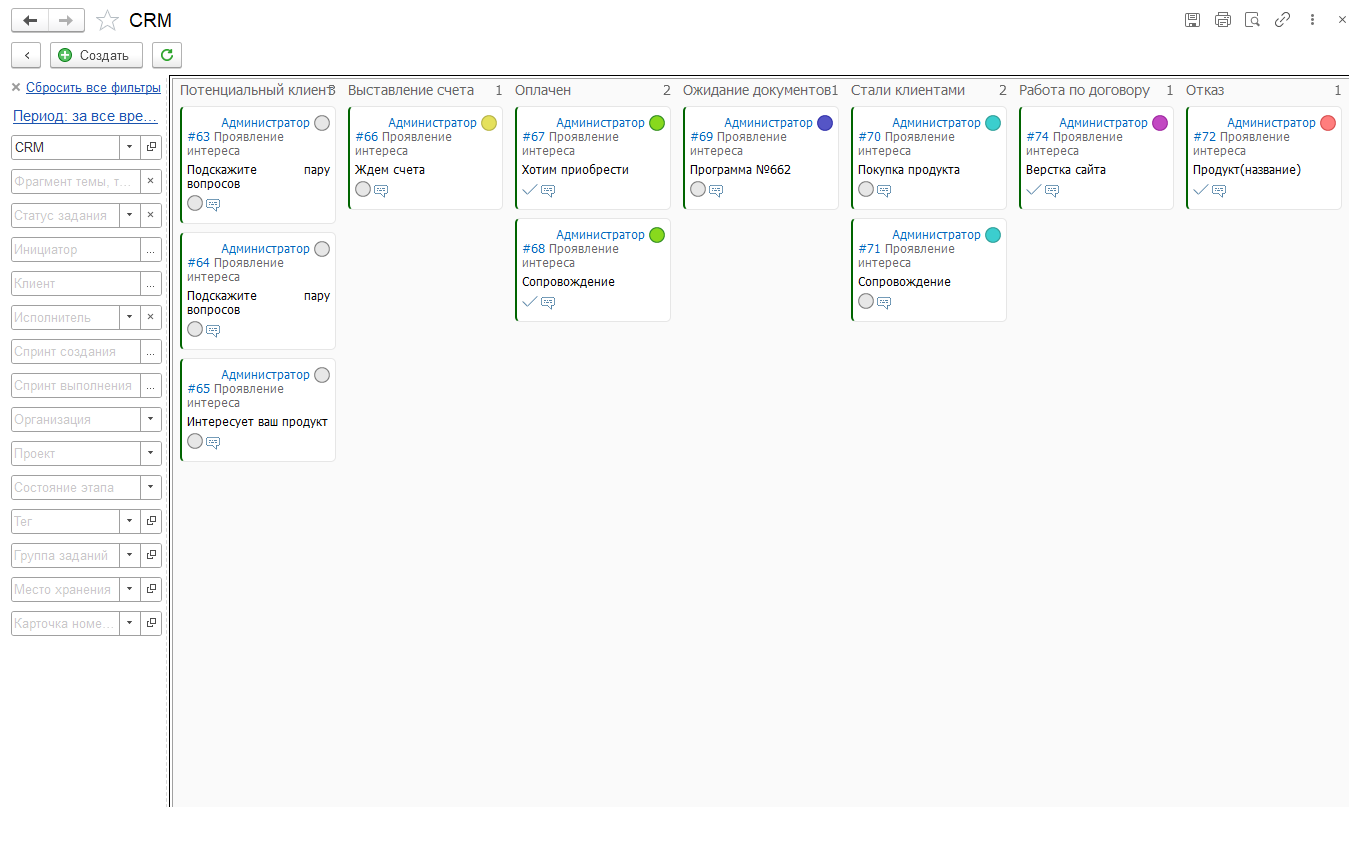 CRM
Создать
Сбросить все фильтры
Период: за все вре...
CRM
Фрагмент темы, т...
Статус задания
Инициатор
Клиент
Исполнитель
Спринт создания
Спринт выполнения
Организация
Проект
Состояние этапа
Тег
Группа заданий
Место хранения
Карточка номе...
Потенциальный клиент 3
Администратор
#63 Проявление
интереса
Подскажите пару
вопросов
Администратор
#64 Проявление
интереса
Подскажите пару
вопросов
Администратор
#65 Проявление
интереса
Интересует ваш продукт
Выставление счета 1
Администратор
#66 Проявление
интереса
Ждем счета
Оплачен 2
Администратор
#67 Проявление
интереса
Хотим приобрести
Администратор
#68 Проявление
интереса
Сопровождение
Ожидание документов 1
Администратор
#69 Проявление
интереса
Программа №662
Стали клиентами 2
Администратор
#70 Проявление
интереса
Покупка продукта
Администратор
#71 Проявление
интереса
Сопровождение
Работа по договору 1
Администратор
#74 Проявление
интереса
Верстка сайта
Отказ 1
Администратор
#72 Проявление
интереса
Продукт(название)